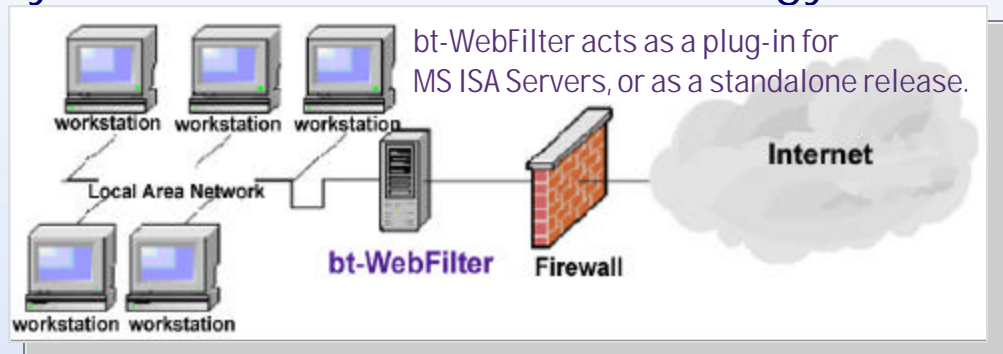 bt-WebFilter acts as a plug-in for
MS ISA Servers, or as a standalone release.
workstation workstation workstation
Internet
Local Area Network
bt-WebFilter
Firewall
workstation workstation